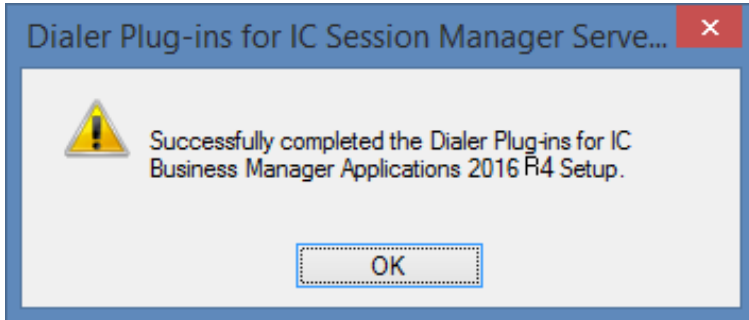 Dialer Plug-ins for IC Session Manager Serve...
Successfully completed the Dialer Plug-ins for IC
Business Manager Applications 2016 R4 Setup.
OK